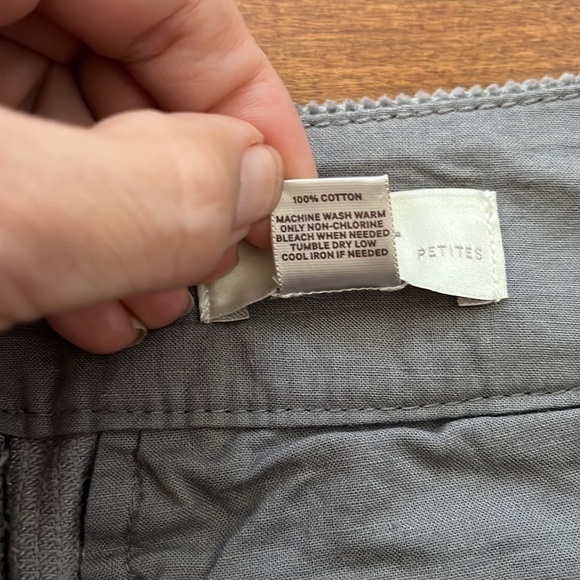 100% COTTON
MACHINE WASH WARM
ONLY NON-CHLORINE
BLEACH WHEN NEEDED
TUMBLE DRY LOW
COOL IRON IF NEEDED
PETITES